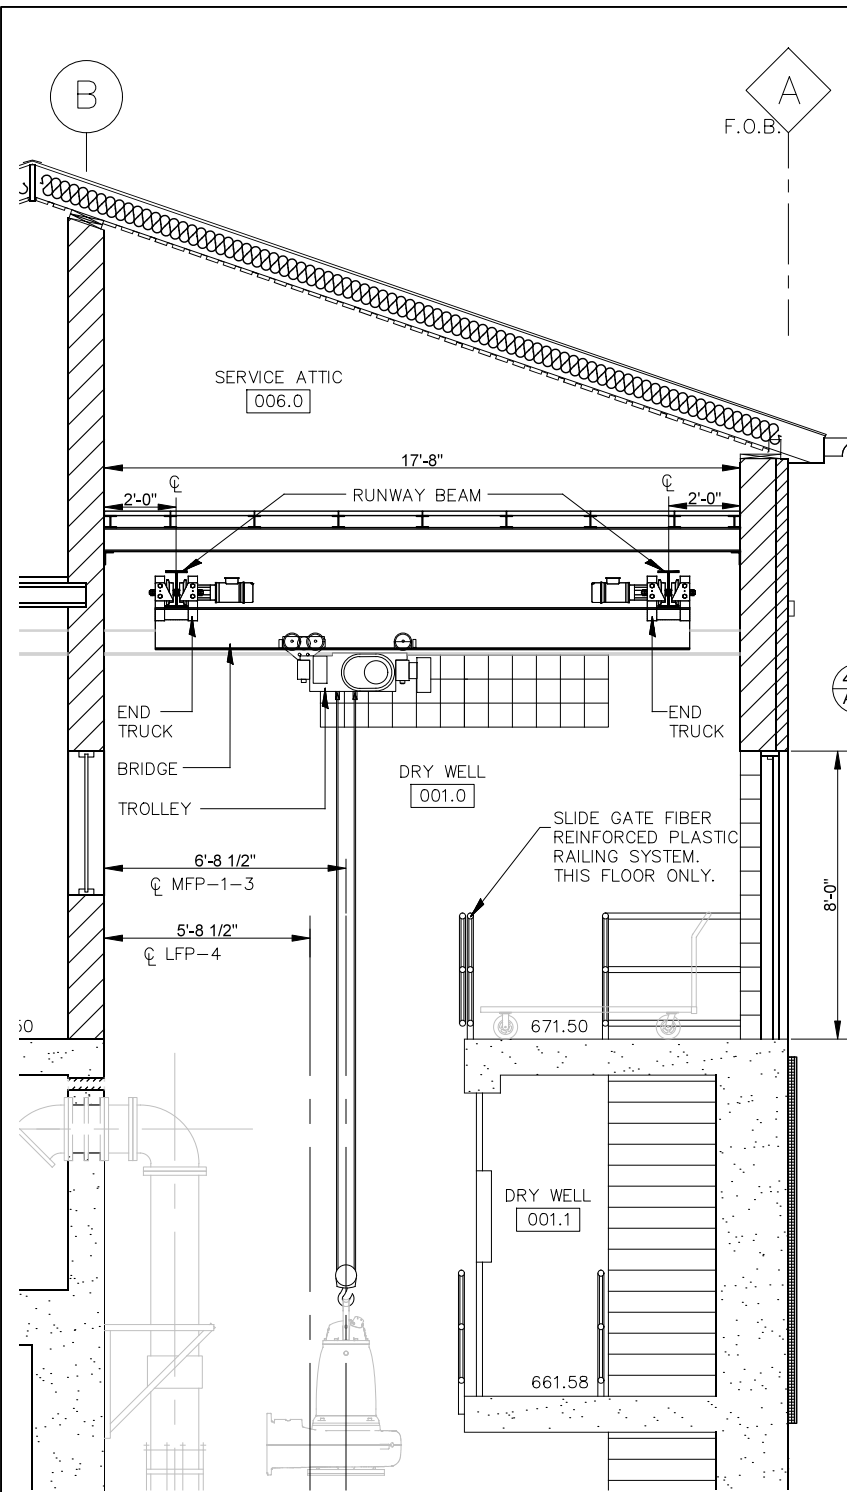 B
A
F.O.B.
SERVICE ATTIC
006.0
17'-8"
℄
℄
2'-0"
RUNWAY BEAM
2'-0"
END
TRUCK
END
TRUCK
BRIDGE
DRY WELL
001.0
TROLLEY
SLIDE GATE FIBER
REINFORCED PLASTIC
RAILING SYSTEM.
THIS FLOOR ONLY.
6'-8 1/2"
℄ MFP-1-3
8'-0"
5'-8 1/2"
℄ LFP-4
671.50
DRY WELL
001.1
661.58